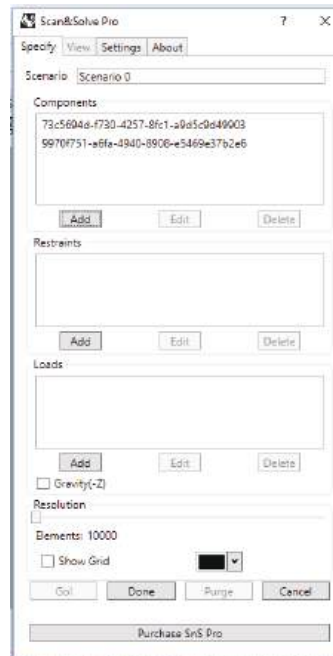 Scan&Solve Pro ? ×
Specify View Settings About
Scenario Scenario 0
Components
73c5694d-f730-4257-8fc1-a9d5c9d49903
9970f751-a6fa-4940-8908-e5469e37b2e6
Add Edit Delete
Restraints
Add Edit Delete
Loads
Add Edit Delete
Gravity(-Z)
Resolution
Elements: 10000
Show Grid
Go! Done Purge Cancel
Purchase SnS Pro